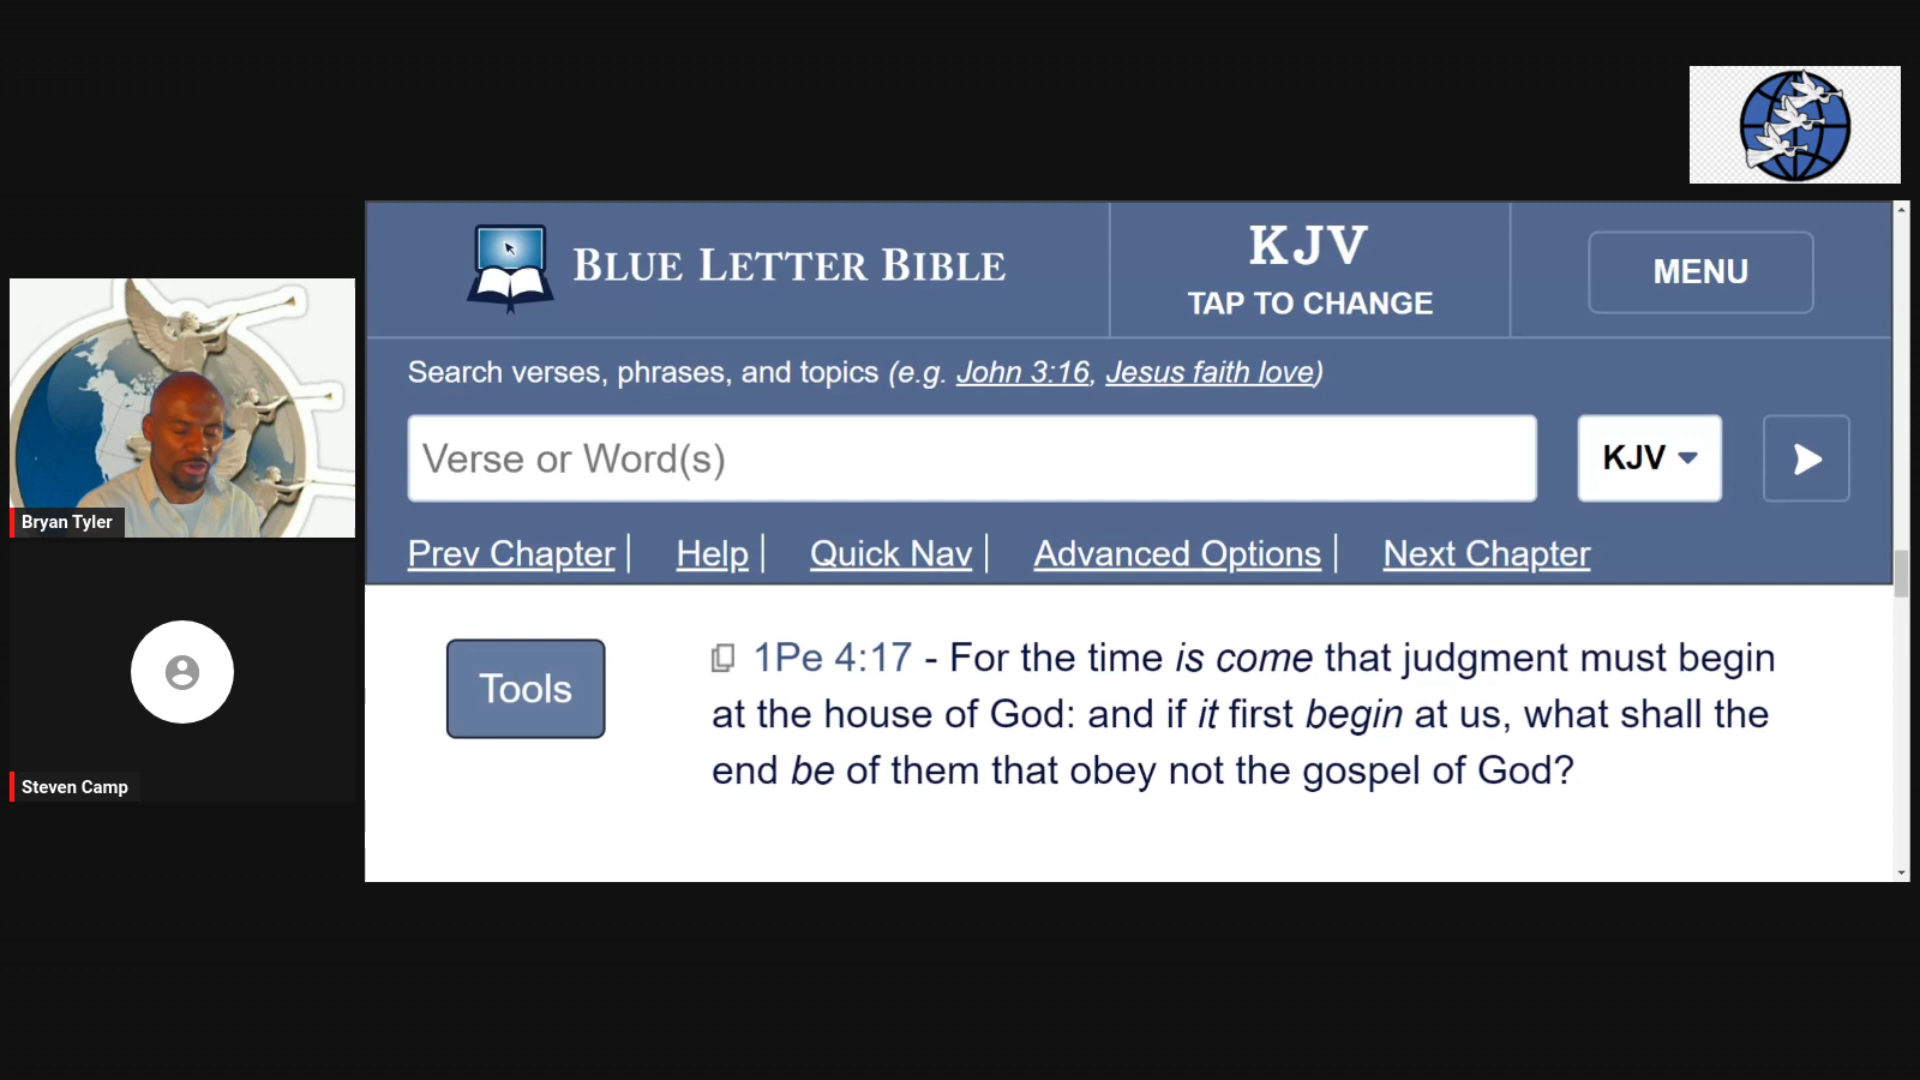 BLUE LETTER BIBLE
KJV
TAP TO CHANGE
MENU
Search verses, phrases, and topics (e.g. John 3:16, Jesus faith love)
Verse or Word(s)
KJV
Prev Chapter | Help | Quick Nav | Advanced Options | Next Chapter
Tools
1Pe 4:17 - For the time is come that judgment must begin
at the house of God: and if it first begin at us, what shall the
end be of them that obey not the gospel of God?
Bryan Tyler
Steven Camp